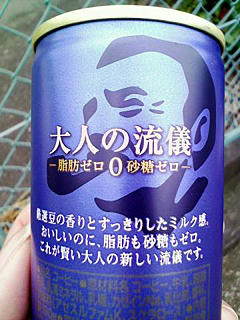 大人の流儀
脂肪ゼロ 0 砂糖ゼロ
厳選豆の香りとすっきりしたミルク感。
おいしいのに、脂肪も砂糖もゼロ。
これが賢い大人の新しい流儀です。